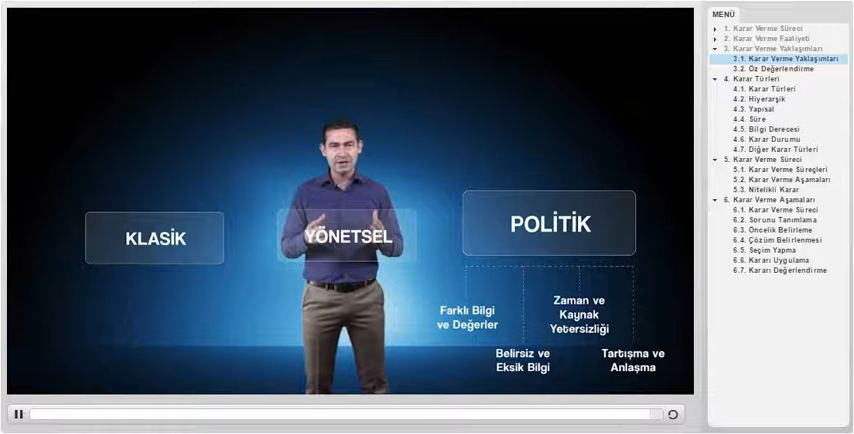 KLASİK
YÖNETSEL
POLİTİK
Farklı Bilgi
ve Değerler
Zaman ve
Kaynak
Yetersizliği
Belirsiz ve
Eksik Bilgi
Tartışma ve
Anlaşma
MENÜ
1. Karar Verme Süreci
2. Karar Verme Faaliyeti
3. Karar Verme Yaklaşımları
3.1. Karar Verme Yaklaşımları
3.2. Öz Değerlendirme
4. Karar Türleri
4.1. Karar Türleri
4.2. Hiyerarşik
4.3. Yapısal
4.4. Süre
4.5. Bilgi Derecesi
4.6. Karar Durumu
4.7. Diğer Karar Türleri
5. Karar Verme Süreci
5.1. Karar Verme Süreçleri
5.2. Karar Verme Aşamaları
5.3. Nitelikli Karar
6. Karar Verme Aşamaları
6.1. Karar Verme Süreci
6.2. Sorunu Tanımlama
6.3. Öncelik Belirleme
6.4. Çözüm Belirlenmesi
6.5. Seçim Yapma
6.6. Kararı Uygulama
6.7. Kararı Değerlendirme